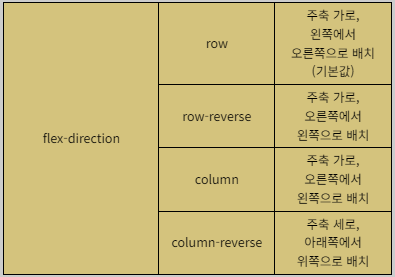 flex-direction
row
주축 가로,
왼쪽에서
오른쪽으로 배치
(기본값)
row-reverse
주축 가로,
오른쪽에서
왼쪽으로 배치
column
주축 가로,
오른쪽에서
왼쪽으로 배치
column-reverse
주축 세로,
아래쪽에서
위쪽으로 배치